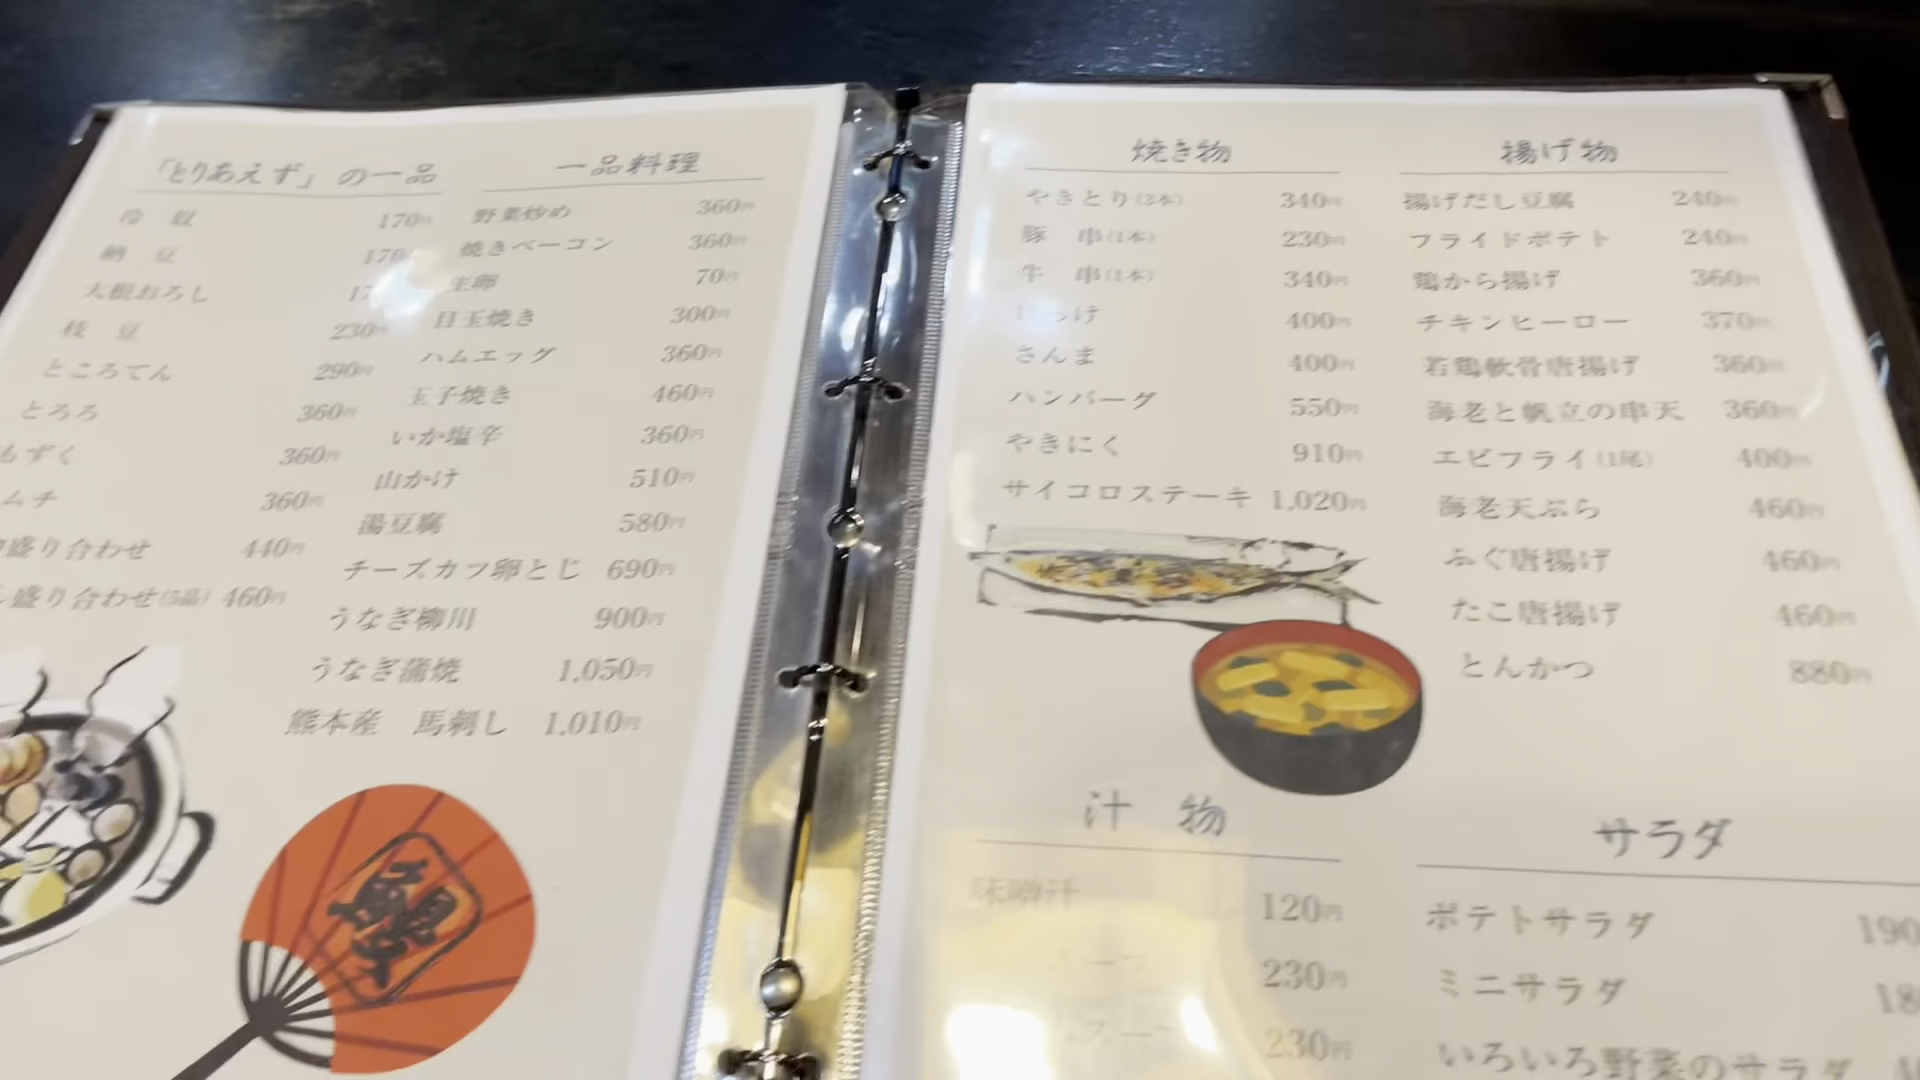 「とりあえず」の一品
冷 奴 170円
納 豆 170
大根おろし 17
枝 豆 230円
ところてん 290円
とろろ 360円
もずく 360円
ムチ 360円
盛り合わせ 440円
盛り合わせ(5品) 460円
一品料理
野菜炒め 360円
焼きベーコン 360円
生卵 70円
目玉焼き 300円
ハムエッグ 360円
玉子焼き 460円
いか塩辛 360円
山かけ 510円
湯豆腐 580円
チーズカツ卵とじ 690円
うなぎ柳川 900円
うなぎ蒲焼 1,050円
熊本産 馬刺し 1,010円
焼き物
やきとり(2本) 340円
豚 串(1本) 230円
牛 串(1本) 340円
け 400円
さんま 400円
ハンバーグ 550円
やきにく 910円
サイコロステーキ 1,020円
揚げ物
揚げだし豆腐 240円
フライドポテト 240円
鶏から揚げ 360円
チキンヒーロー 370円
若鶏軟骨唐揚げ 360円
海老と帆立の串天 360円
エビフライ(1尾) 400円
海老天ぷら 460円
ふぐ唐揚げ 460円
たこ唐揚げ 460円
とんかつ 880円
汁 物
味噌汁 120円
230円
230円
サラダ
ポテトサラダ 190
ミニサラダ 18
いろいろ野菜のサラダ